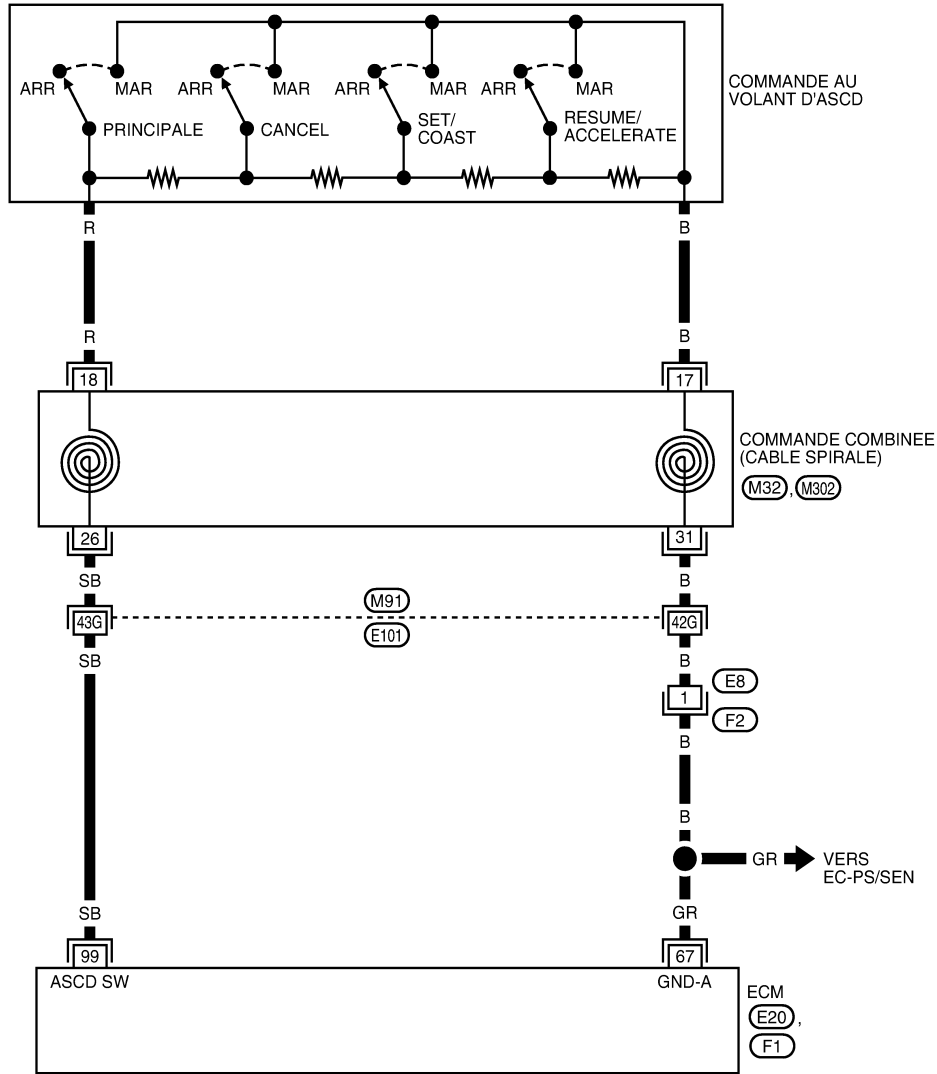 COMMANDE AU
VOLANT D'ASCD
ARR
MAR
ARR
MAR
ARR
MAR
ARR
MAR
PRINCIPALE
CANCEL
SET/
COAST
RESUME/
ACCELERATE
R
B
R
B
18
17
COMMANDE COMBINEE
(CABLE SPIRALE)
M32 , M302
26
31
SB
B
43G
M91
E101
42G
SB
B
1
E8
F2
B
B
GR
VERS
EC-PS/SEN
SB
GR
99
67
ASCD SW
GND-A
ECM
E20 ,
F1